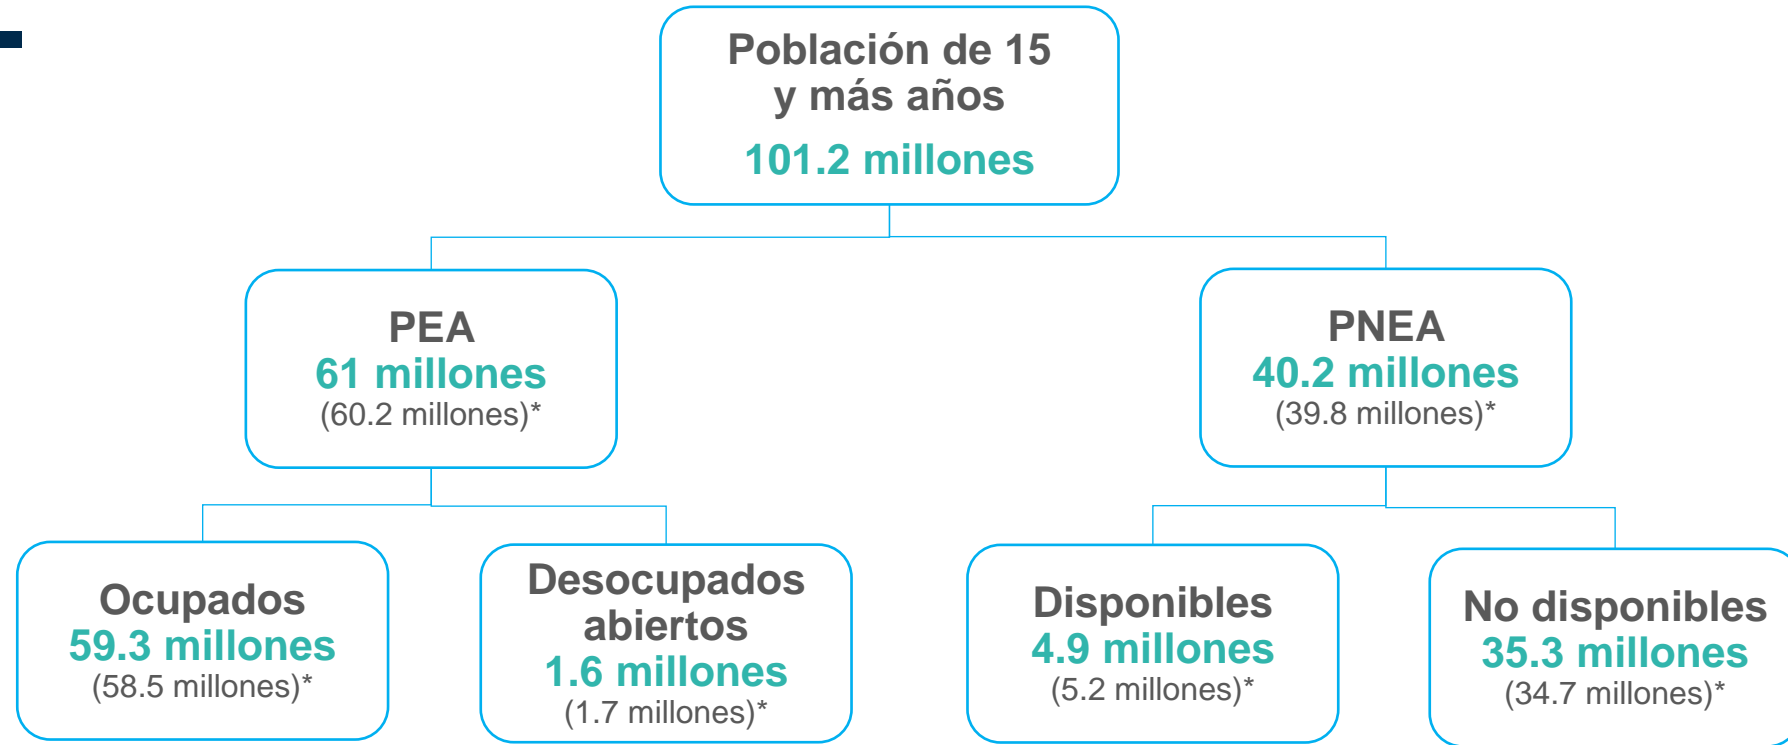 Población de 15
y más años
101.2 millones
PEA
61 millones
(60.2 millones)*
PNEA
40.2 millones
(39.8 millones)*
Ocupados
59.3 millones
(58.5 millones)*
Desocupados
abiertos
1.6 millones
(1.7 millones)*
Disponibles
4.9 millones
(5.2 millones)*
No disponibles
35.3 millones
(34.7 millones)*